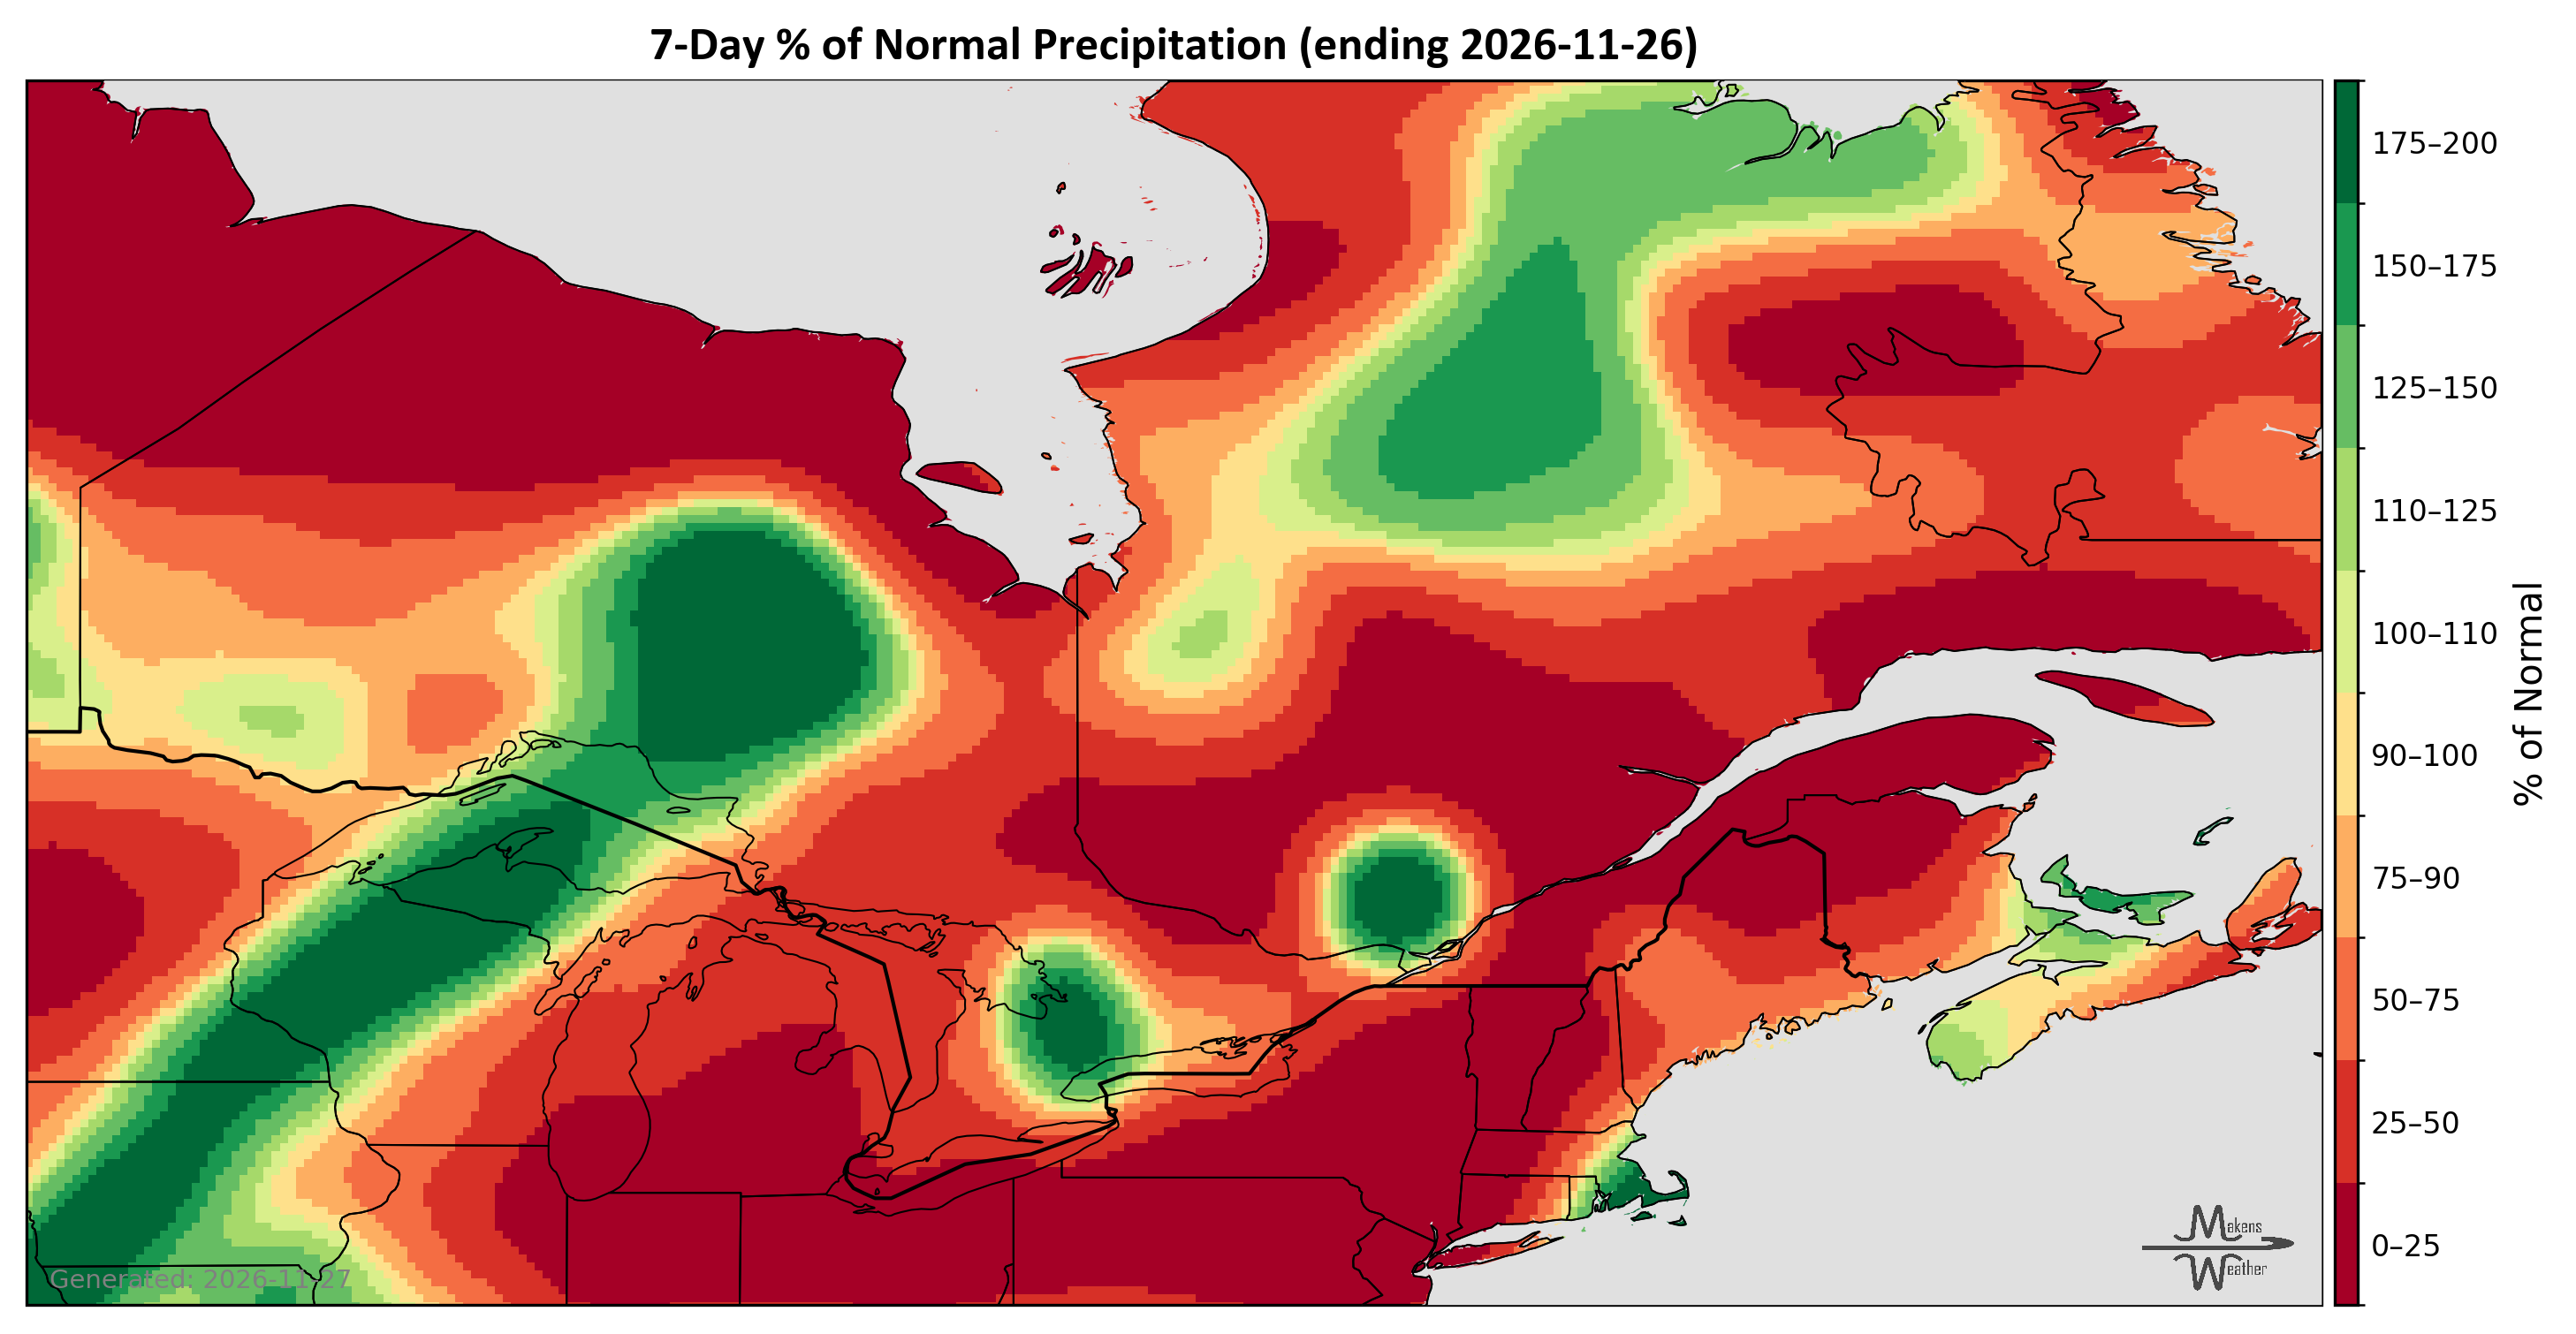 7-Day % of Normal Precipitation (ending 2026-11-26)
175–200
150–175
125–150
110–125
100–110
90–100
75–90
50–75
25–50
0–25
% of Normal
Makens
Weather
Generated: 2026-11-27